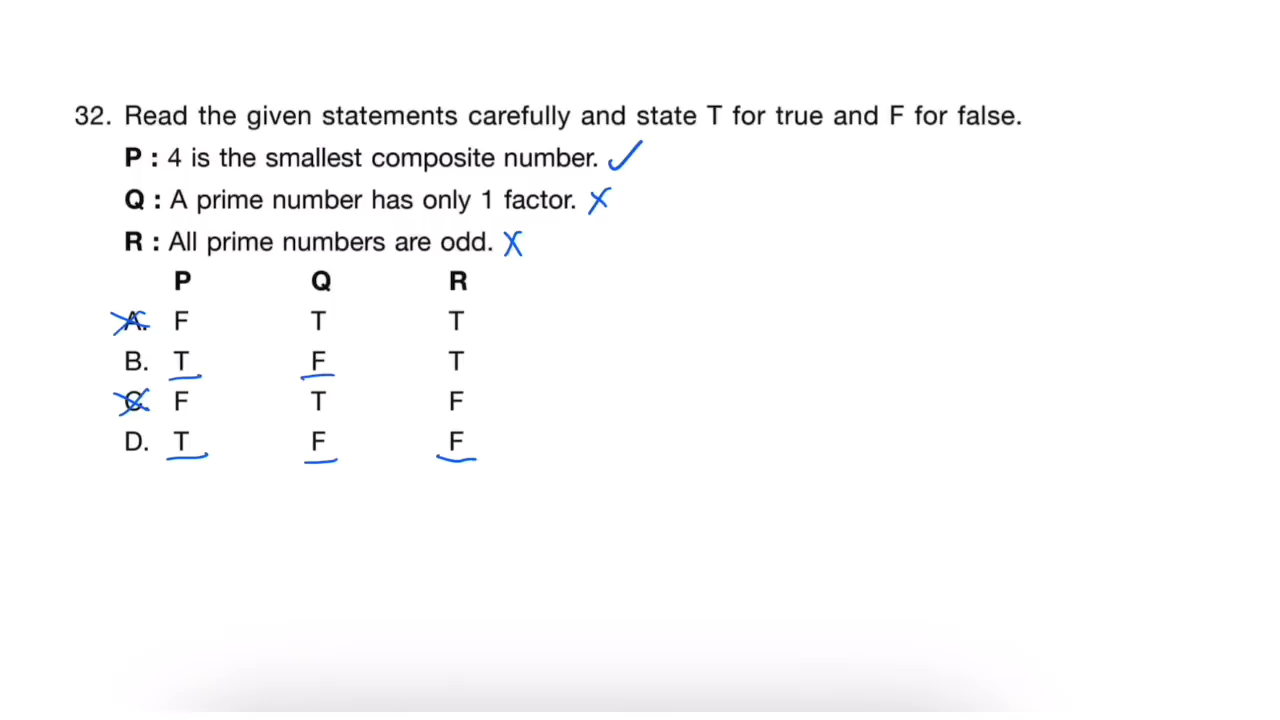 32. Read the given statements carefully and state T for true and F for false.
P : 4 is the smallest composite number. ✓
Q : A prime number has only 1 factor. X
R : All prime numbers are odd. X
P Q R
A. F T T
B. T F T
C. F T F
D. T F F